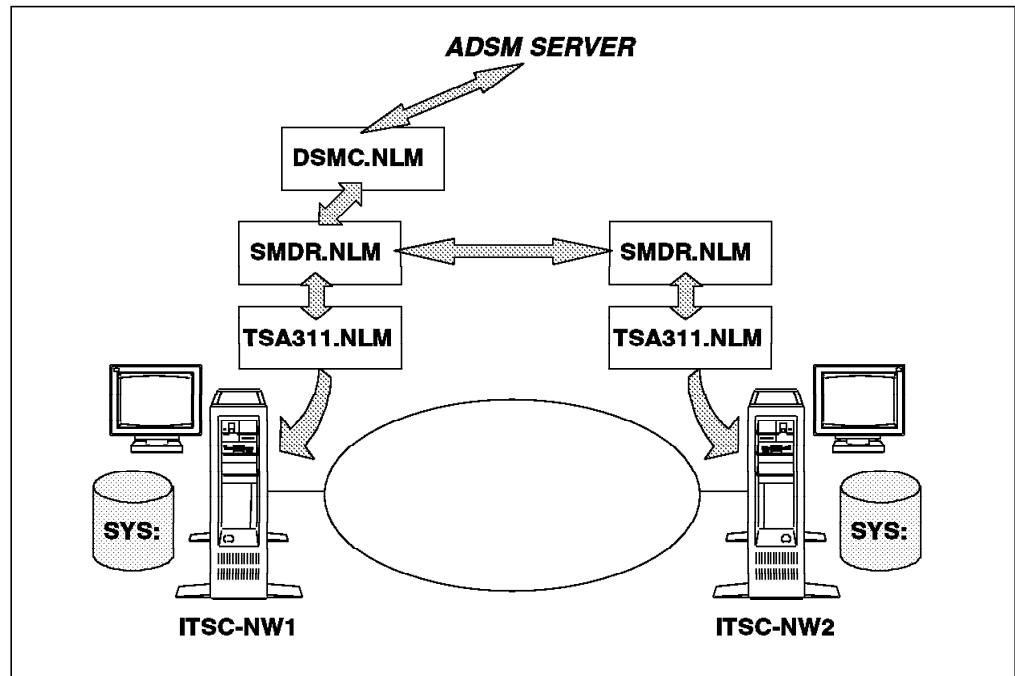 ADSM SERVER
DSMC.NLM
SMDR.NLM
SMDR.NLM
TSA311.NLM
TSA311.NLM
SYS:
SYS:
ITSC-NW1
ITSC-NW2